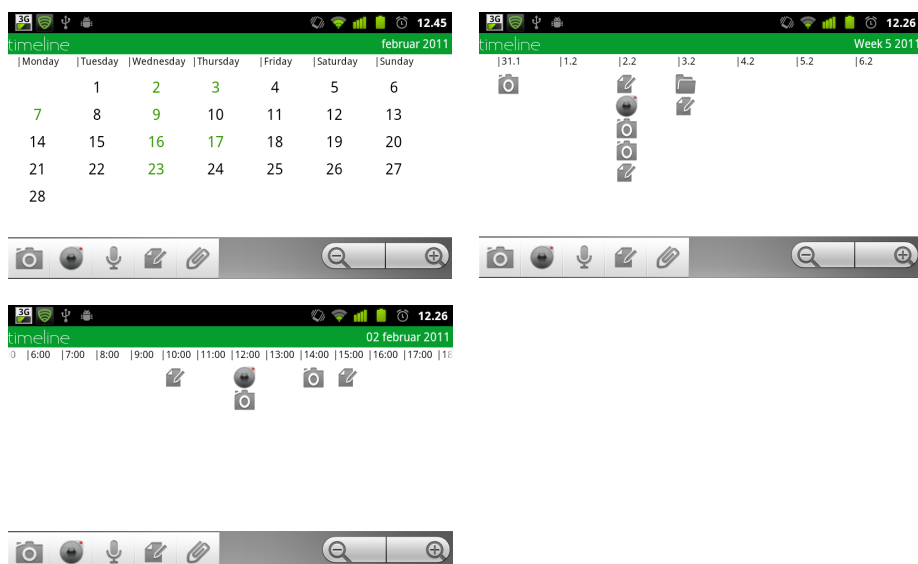 3G 12.45
timeline februar 2011
|Monday |Tuesday |Wednesday |Thursday |Friday |Saturday |Sunday
1 2 3 4 5 6
7 8 9 10 11 12 13
14 15 16 17 18 19 20
21 22 23 24 25 26 27
28
3G 12.26
timeline Week 5 2011
|31.1 |1.2 |2.2 |3.2 |4.2 |5.2 |6.2
3G 12.26
timeline 02 februar 2011
0 |6:00 |7:00 |8:00 |9:00 |10:00 |11:00 |12:00 |13:00 |14:00 |15:00 |16:00 |17:00 |18